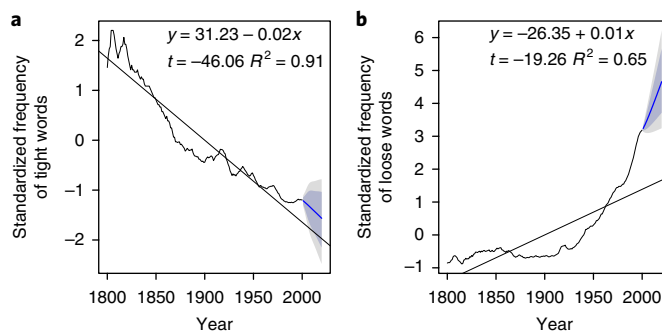 a
y = 31.23 – 0.02x
t = –46.06 R² = 0.91
Standardized frequency
of tight words
2
1
0
–1
–2
1800 1850 1900 1950 2000
Year
b
y = –26.35 + 0.01x
t = –19.26 R² = 0.65
Standardized frequency
of loose words
6
5
4
3
2
1
0
–1
1800 1850 1900 1950 2000
Year